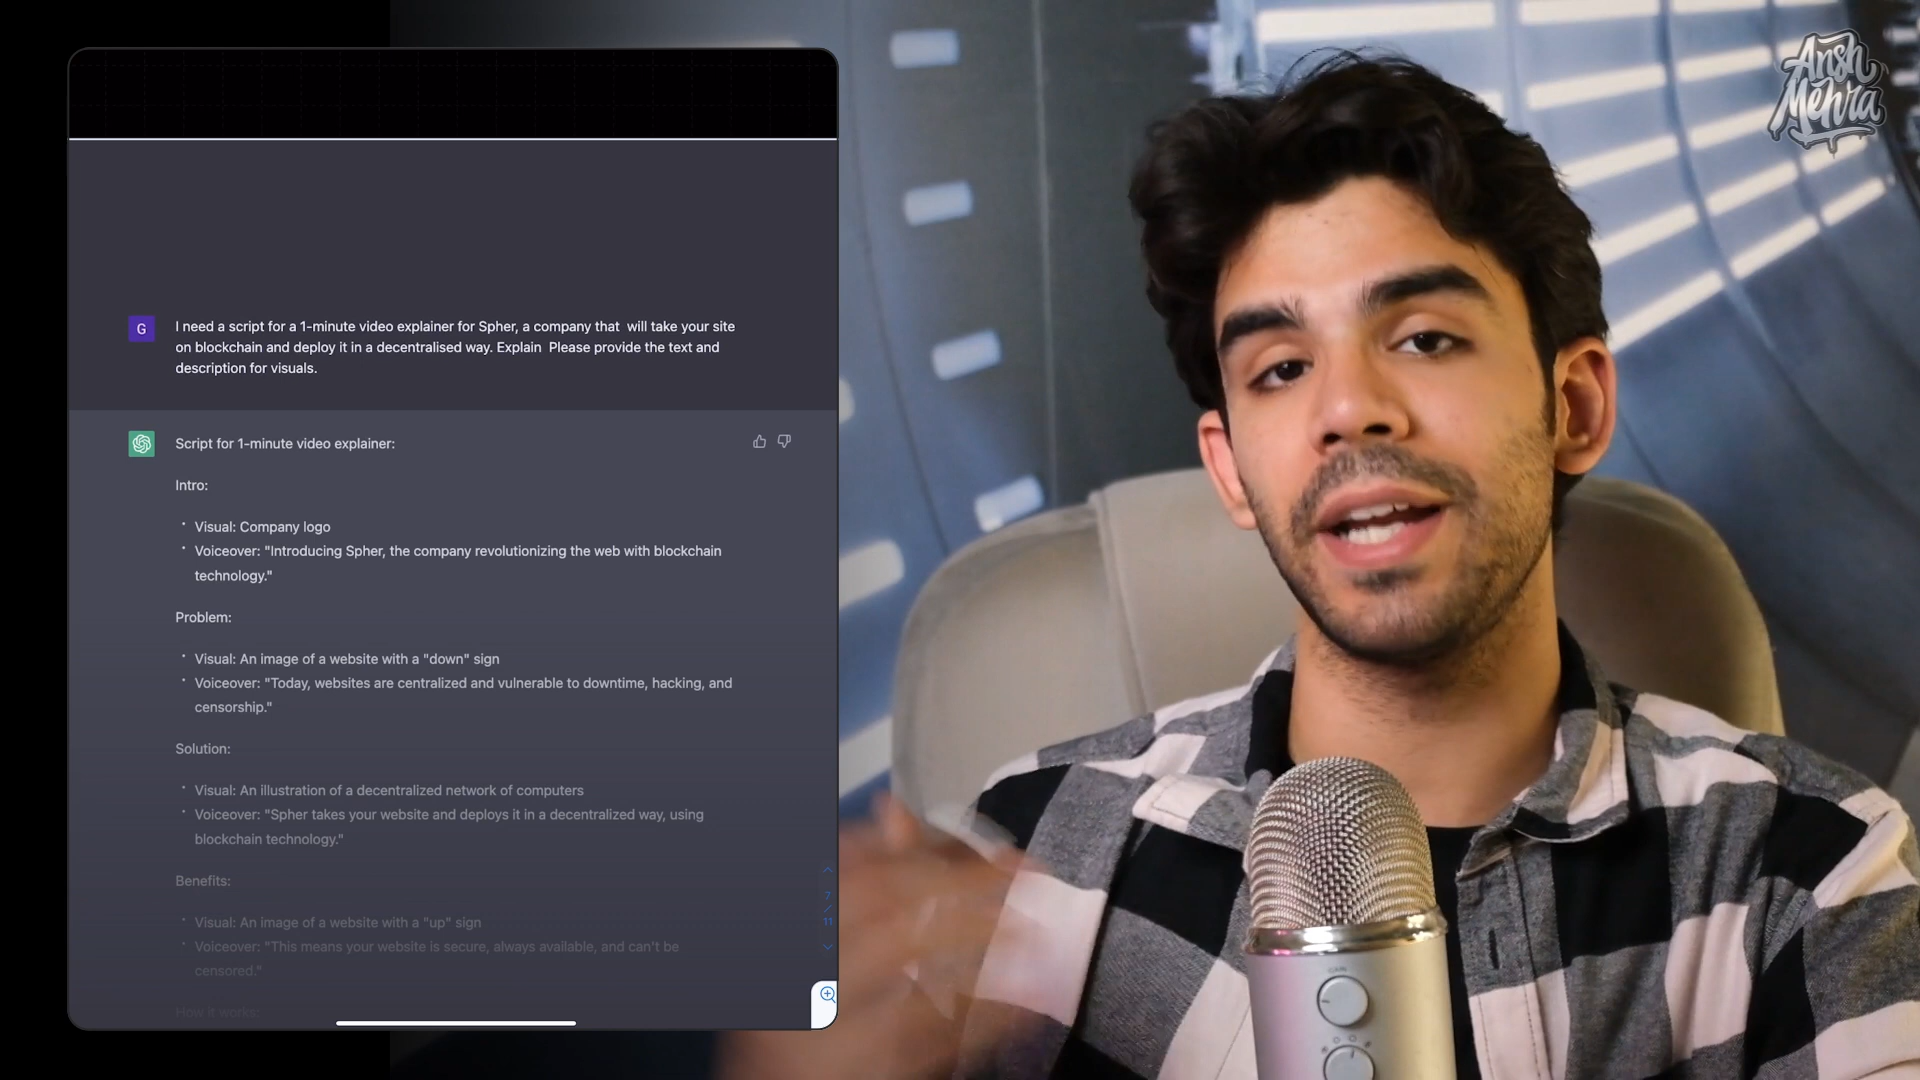 Ansh
Mehra
G
I need a script for a 1-minute video explainer for Spher, a company that will take your site
on blockchain and deploy it in a decentralised way. Explain Please provide the text and
description for visuals.
Script for 1-minute video explainer:
Intro:
• Visual: Company logo
• Voiceover: "Introducing Spher, the company revolutionizing the web with blockchain
technology."
Problem:
• Visual: An image of a website with a "down" sign
• Voiceover: "Today, websites are centralized and vulnerable to downtime, hacking, and
censorship."
Solution:
• Visual: An illustration of a decentralized network of computers
• Voiceover: "Spher takes your website and deploys it in a decentralized way, using
blockchain technology."
Benefits:
• Visual: An image of a website with a "up" sign
• Voiceover: "This means your website is secure, always available, and can't be
censored."
How it works:
7
/
11
GAIN